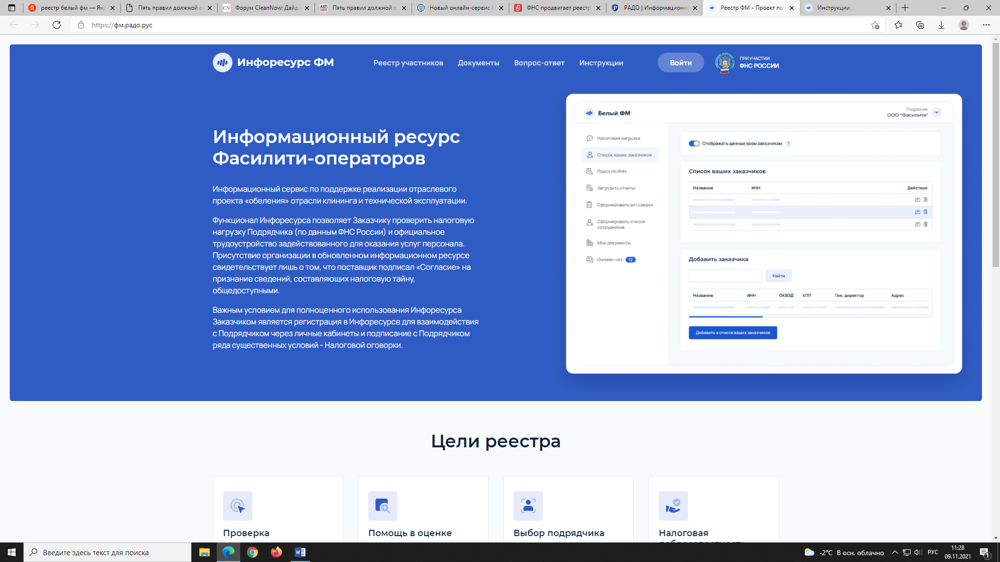 реестр белый фм — Янд
Пять правил должной о
Форум CleanNow: Дайдж
Пять правил должной о
Новый онлайн-сервис Б
ФНС продвигает реестр
РАДО | Информационн
Реестр ФМ - Проект по
Инструкции
https://фм.радо.рус
Инфоресурс ФМ
Реестр участников
Документы
Вопрос-ответ
Инструкции
Войти
ПРИ УЧАСТИИ
ФНС РОССИИ
Информационный ресурс
Фасилити-операторов
Информационный сервис по поддержке реализации отраслевого
проекта «обеления» отрасли клининга и технической эксплуатации.
Функционал Инфоресурса позволяет Заказчику проверить налоговую
нагрузку Подрядчика (по данным ФНС России) и официальное
трудоустройство задействованного для оказания услуг персонала.
Присутствие организации в обновленном информационном ресурсе
свидетельствует лишь о том, что поставщик подписал «Согласие» на
признание сведений, составляющих налоговую тайну,
общедоступными.
Важным условием для полноценного использования Инфоресурса
Заказчиком является регистрация в Инфоресурсе для взаимодействия
с Подрядчиком через личные кабинеты и подписание с Подрядчиком
ряда существенных условий - Налоговой оговорки.
Белый ФМ
Подрядчик
ООО "Фасилити"
Налоговая нагрузка
Список ваших заказчиков
Поиск по ИНН
Загрузить отчеты
Сформировать акт сверки
Сформировать список
сотрудников
Мои документы
Онлайн-чат 12
Отображать данные всем заказчикам ?
Список ваших заказчиков
Название ИНН Действие
Добавить заказчика
Найти
Название ИНН ОКВЭД КПП Ген. директор Адрес
Добавить в список ваших заказчиков
Цели реестра
Проверка
Помощь в оценке
Выбор подрядчика
Налоговая
добросовестность
Введите здесь текст для поиска
-2°C В осн. облачно
РУС
11:28
09.11.2021
1